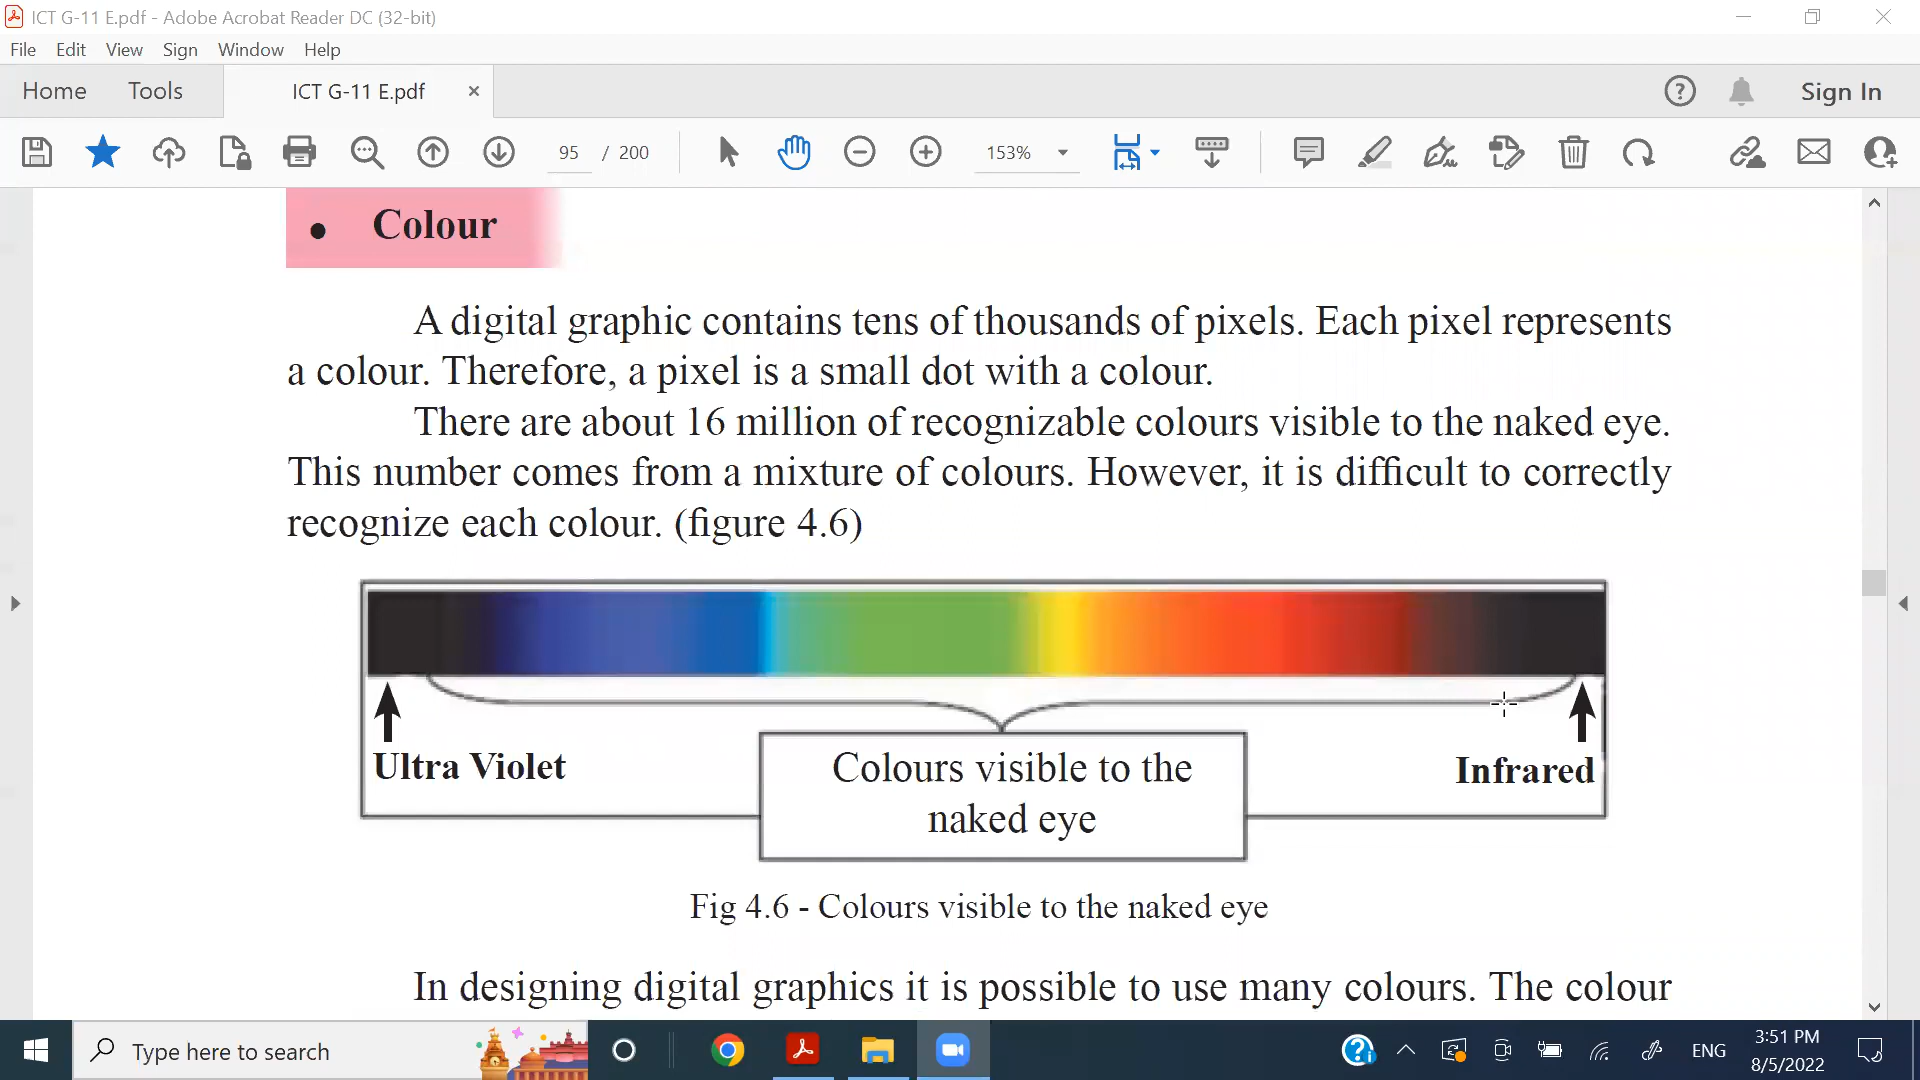 ICT G-11 E.pdf - Adobe Acrobat Reader DC (32-bit)
File Edit View Sign Window Help
Home Tools ICT G-11 E.pdf × Sign In
95 / 200 153%
• Colour
A digital graphic contains tens of thousands of pixels. Each pixel represents
a colour. Therefore, a pixel is a small dot with a colour.
There are about 16 million of recognizable colours visible to the naked eye.
This number comes from a mixture of colours. However, it is difficult to correctly
recognize each colour. (figure 4.6)
Ultra Violet
Colours visible to the
naked eye
Infrared
Fig 4.6 - Colours visible to the naked eye
In designing digital graphics it is possible to use many colours. The colour
Type here to search
ENG
3:51 PM
8/5/2022